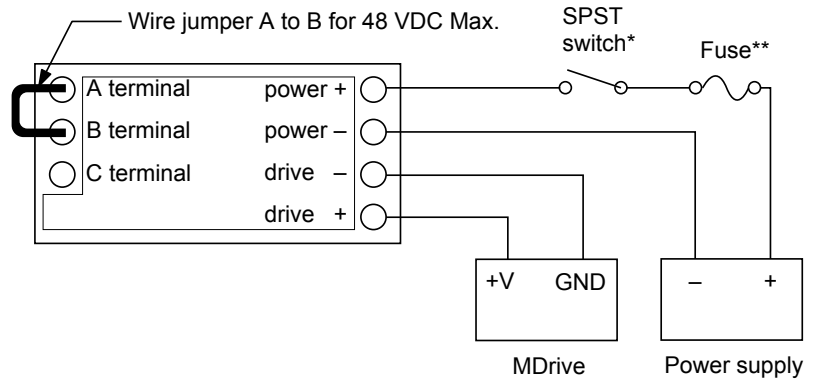 Wire jumper A to B for 48 VDC Max.
SPST
switch*
Fuse**
A terminal power +
B terminal power –
C terminal drive –
drive +
+V GND – +
MDrive Power supply